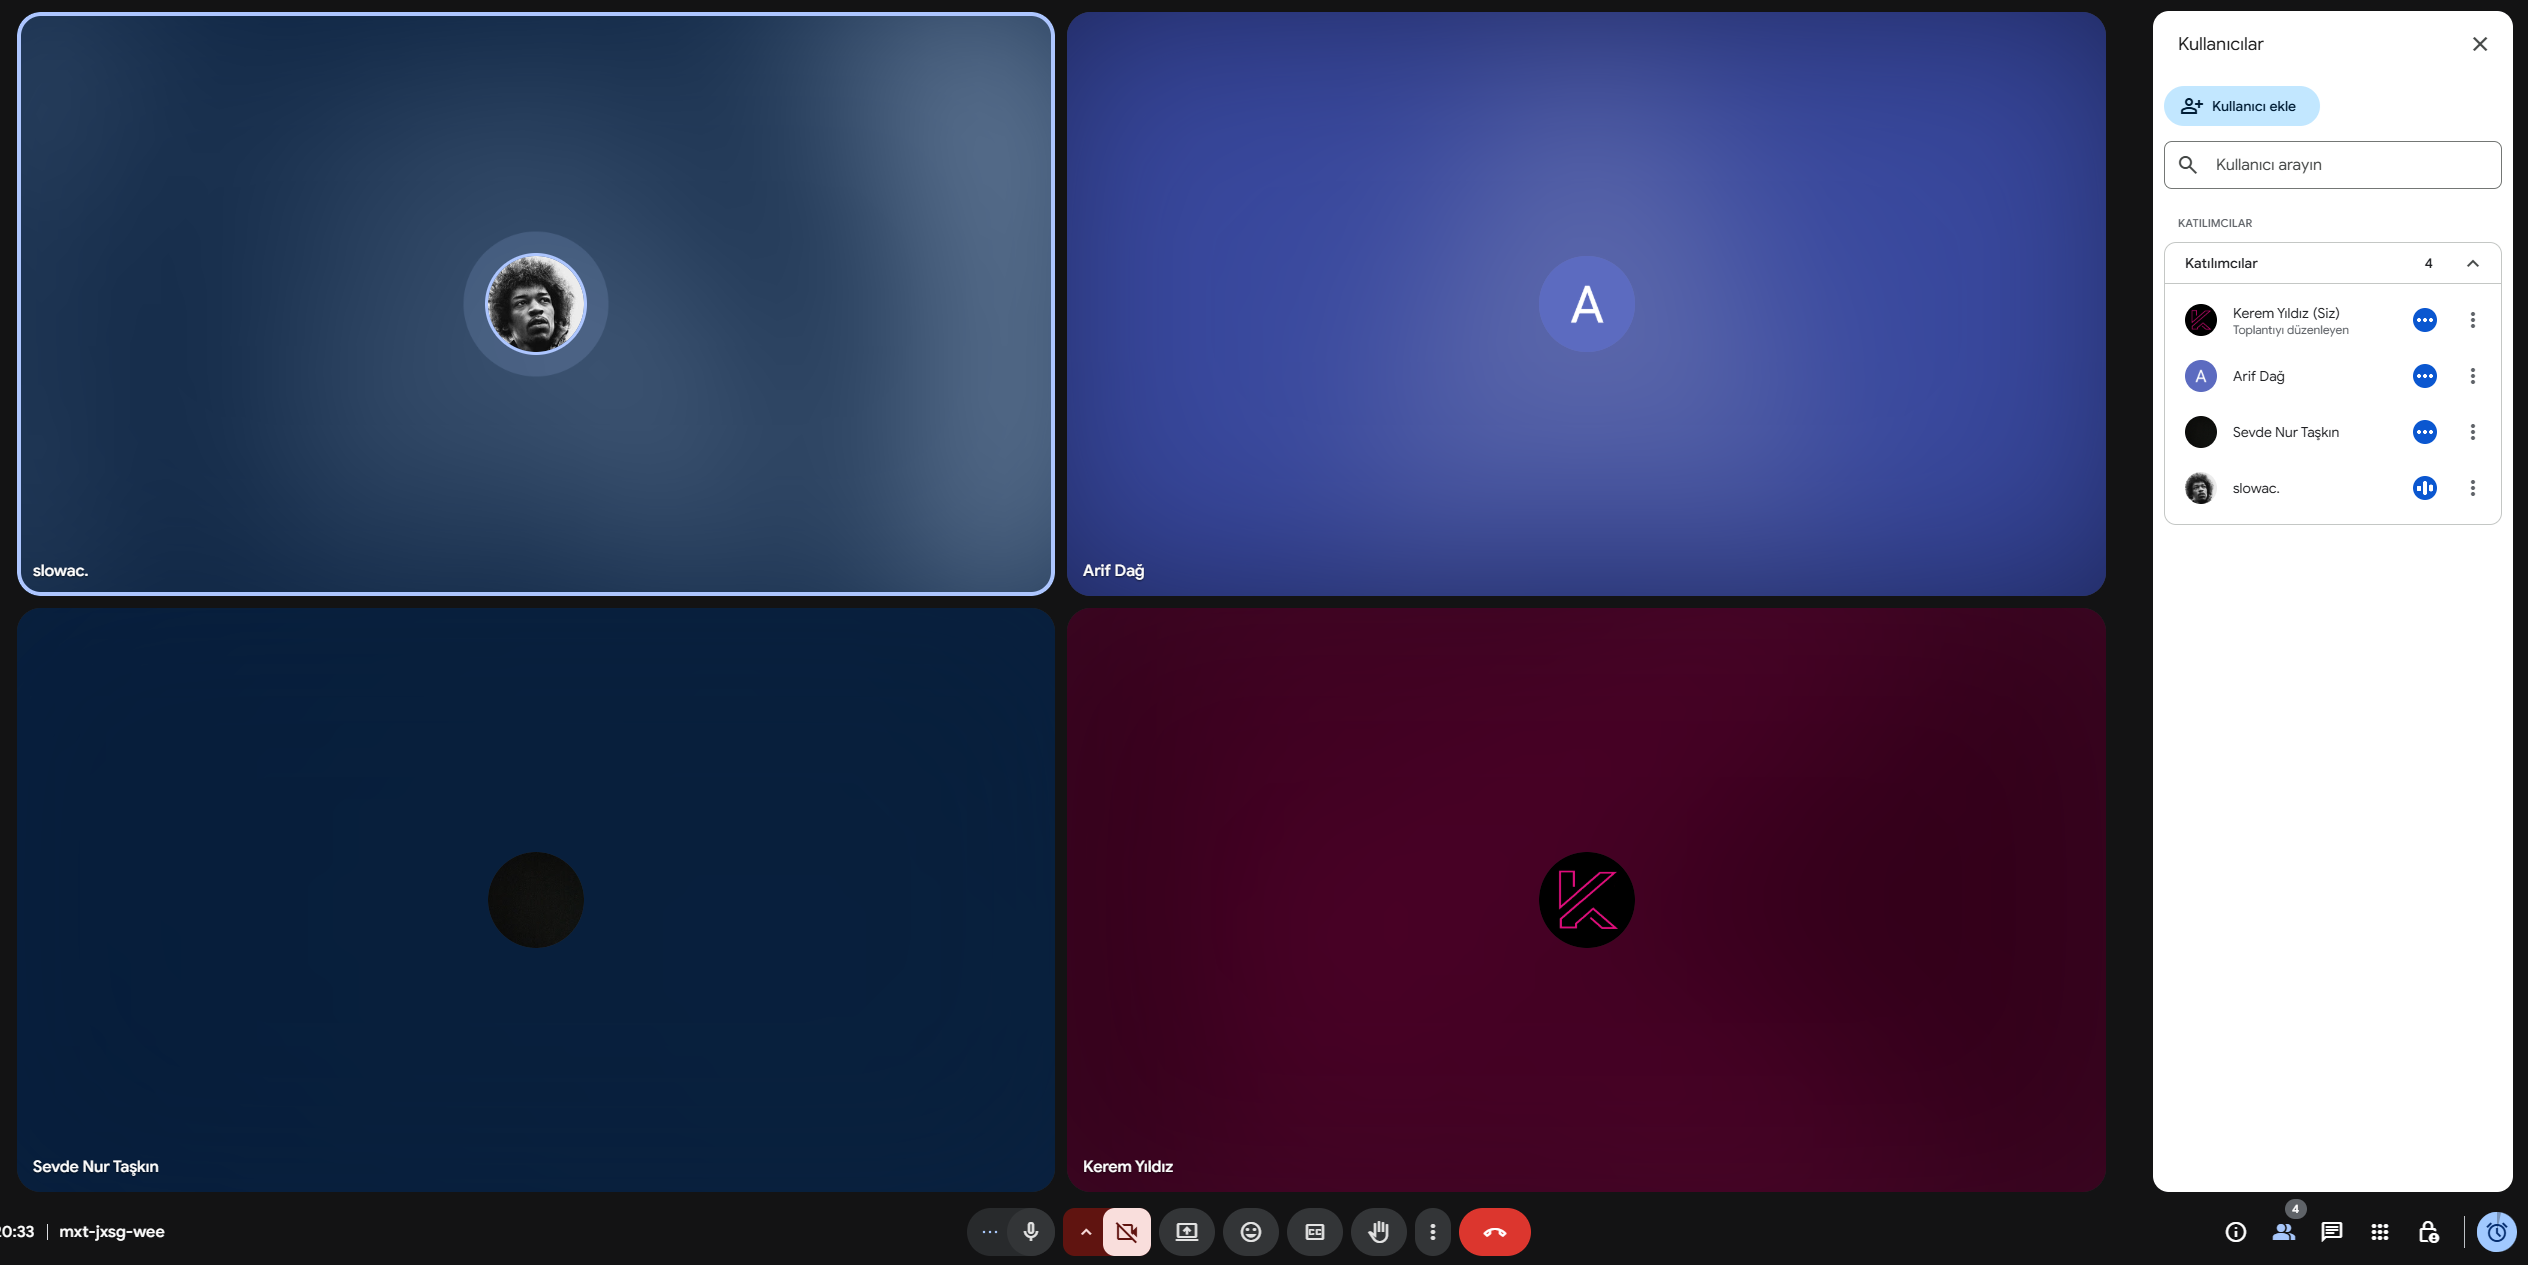 slowac.
A
Arif Dağ
Sevde Nur Taşkın
Kerem Yıldız
0:33
mxt-jxsg-wee
Kullanıcılar
Kullanıcı ekle
Kullanıcı arayın
KATILIMCILAR
Katılımcılar 4
Kerem Yıldız (Siz)
Toplantıyı düzenleyen
A Arif Dağ
Sevde Nur Taşkın
slowac.
CC
4